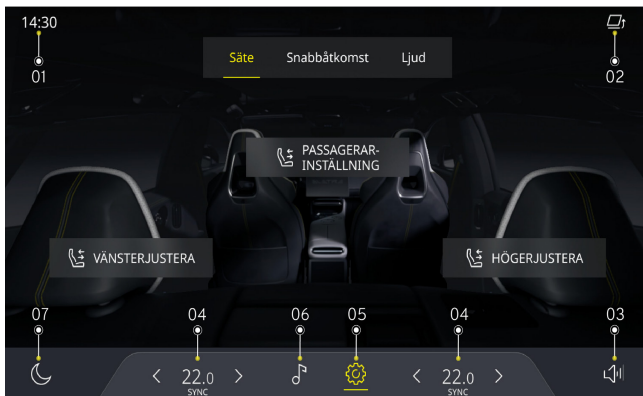 14:30
01
02
Säte Snabbåtkomst Ljud
PASSAGERAR-
INSTÄLLNING
VÄNSTERJUSTERA
HÖGERJUSTERA
07 04 06 05 04 03
22.0 22.0
SYNC SYNC